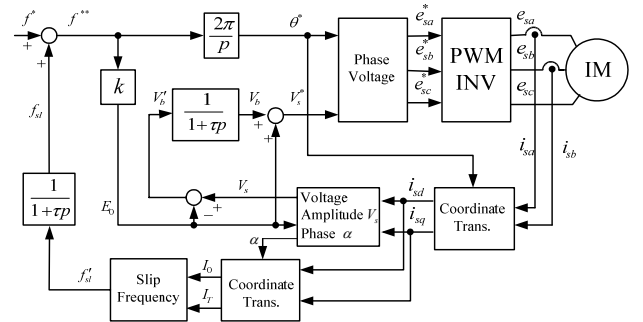 f* f** 2π/p θ* Phase Voltage e*sa e*sb e*sc PWM INV esa esb esc IM
+ +
k
fsl V′b 1/(1+τp) Vb V*s isa isb
+ +
1/(1+τp) E0 Vs Voltage Amplitude Vs Phase α isd isq Coordinate Trans.
− +
α
f′sl Slip Frequency I0 IT Coordinate Trans.